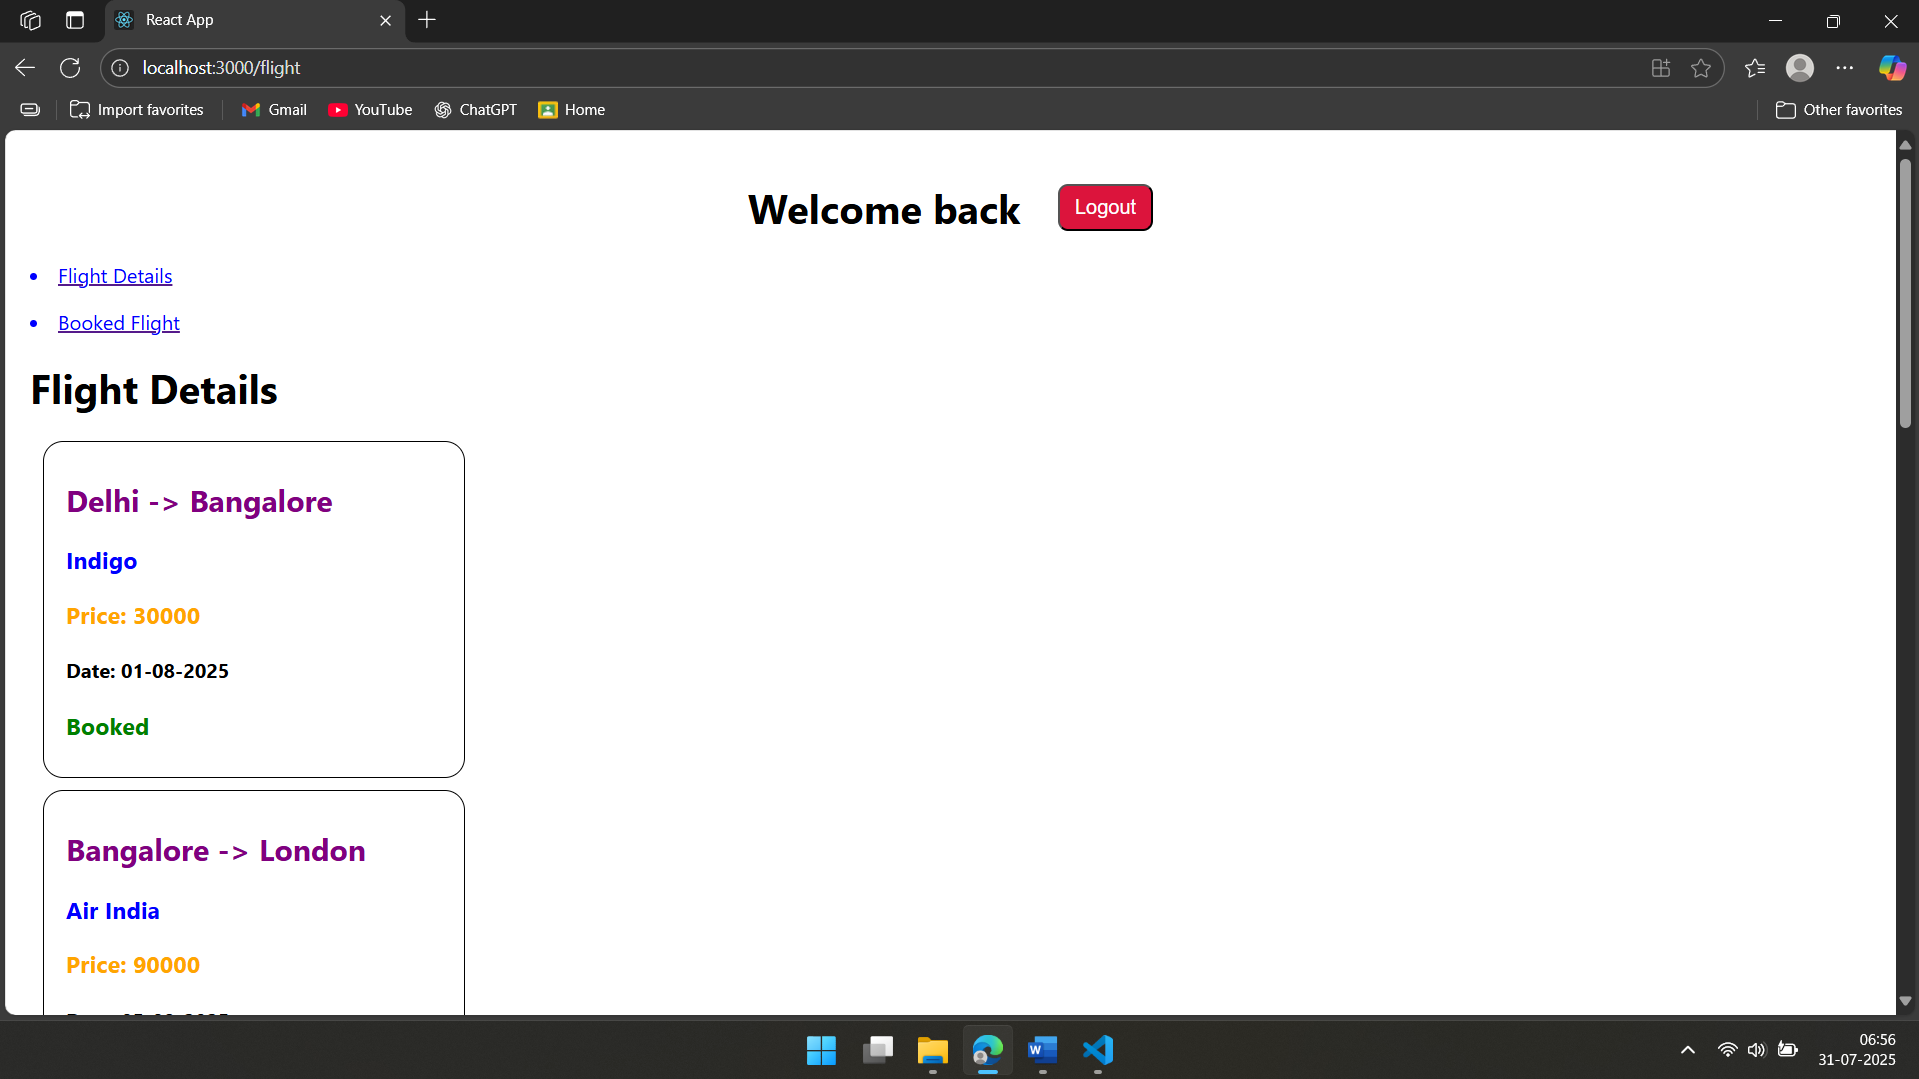 React App
localhost:3000/flight
Import favorites
Gmail
YouTube
ChatGPT
Home
Other favorites
Welcome back
Logout
Flight Details
Booked Flight
Flight Details
Delhi -> Bangalore
Indigo
Price: 30000
Date: 01-08-2025
Booked
Bangalore -> London
Air India
Price: 90000
06:56
31-07-2025